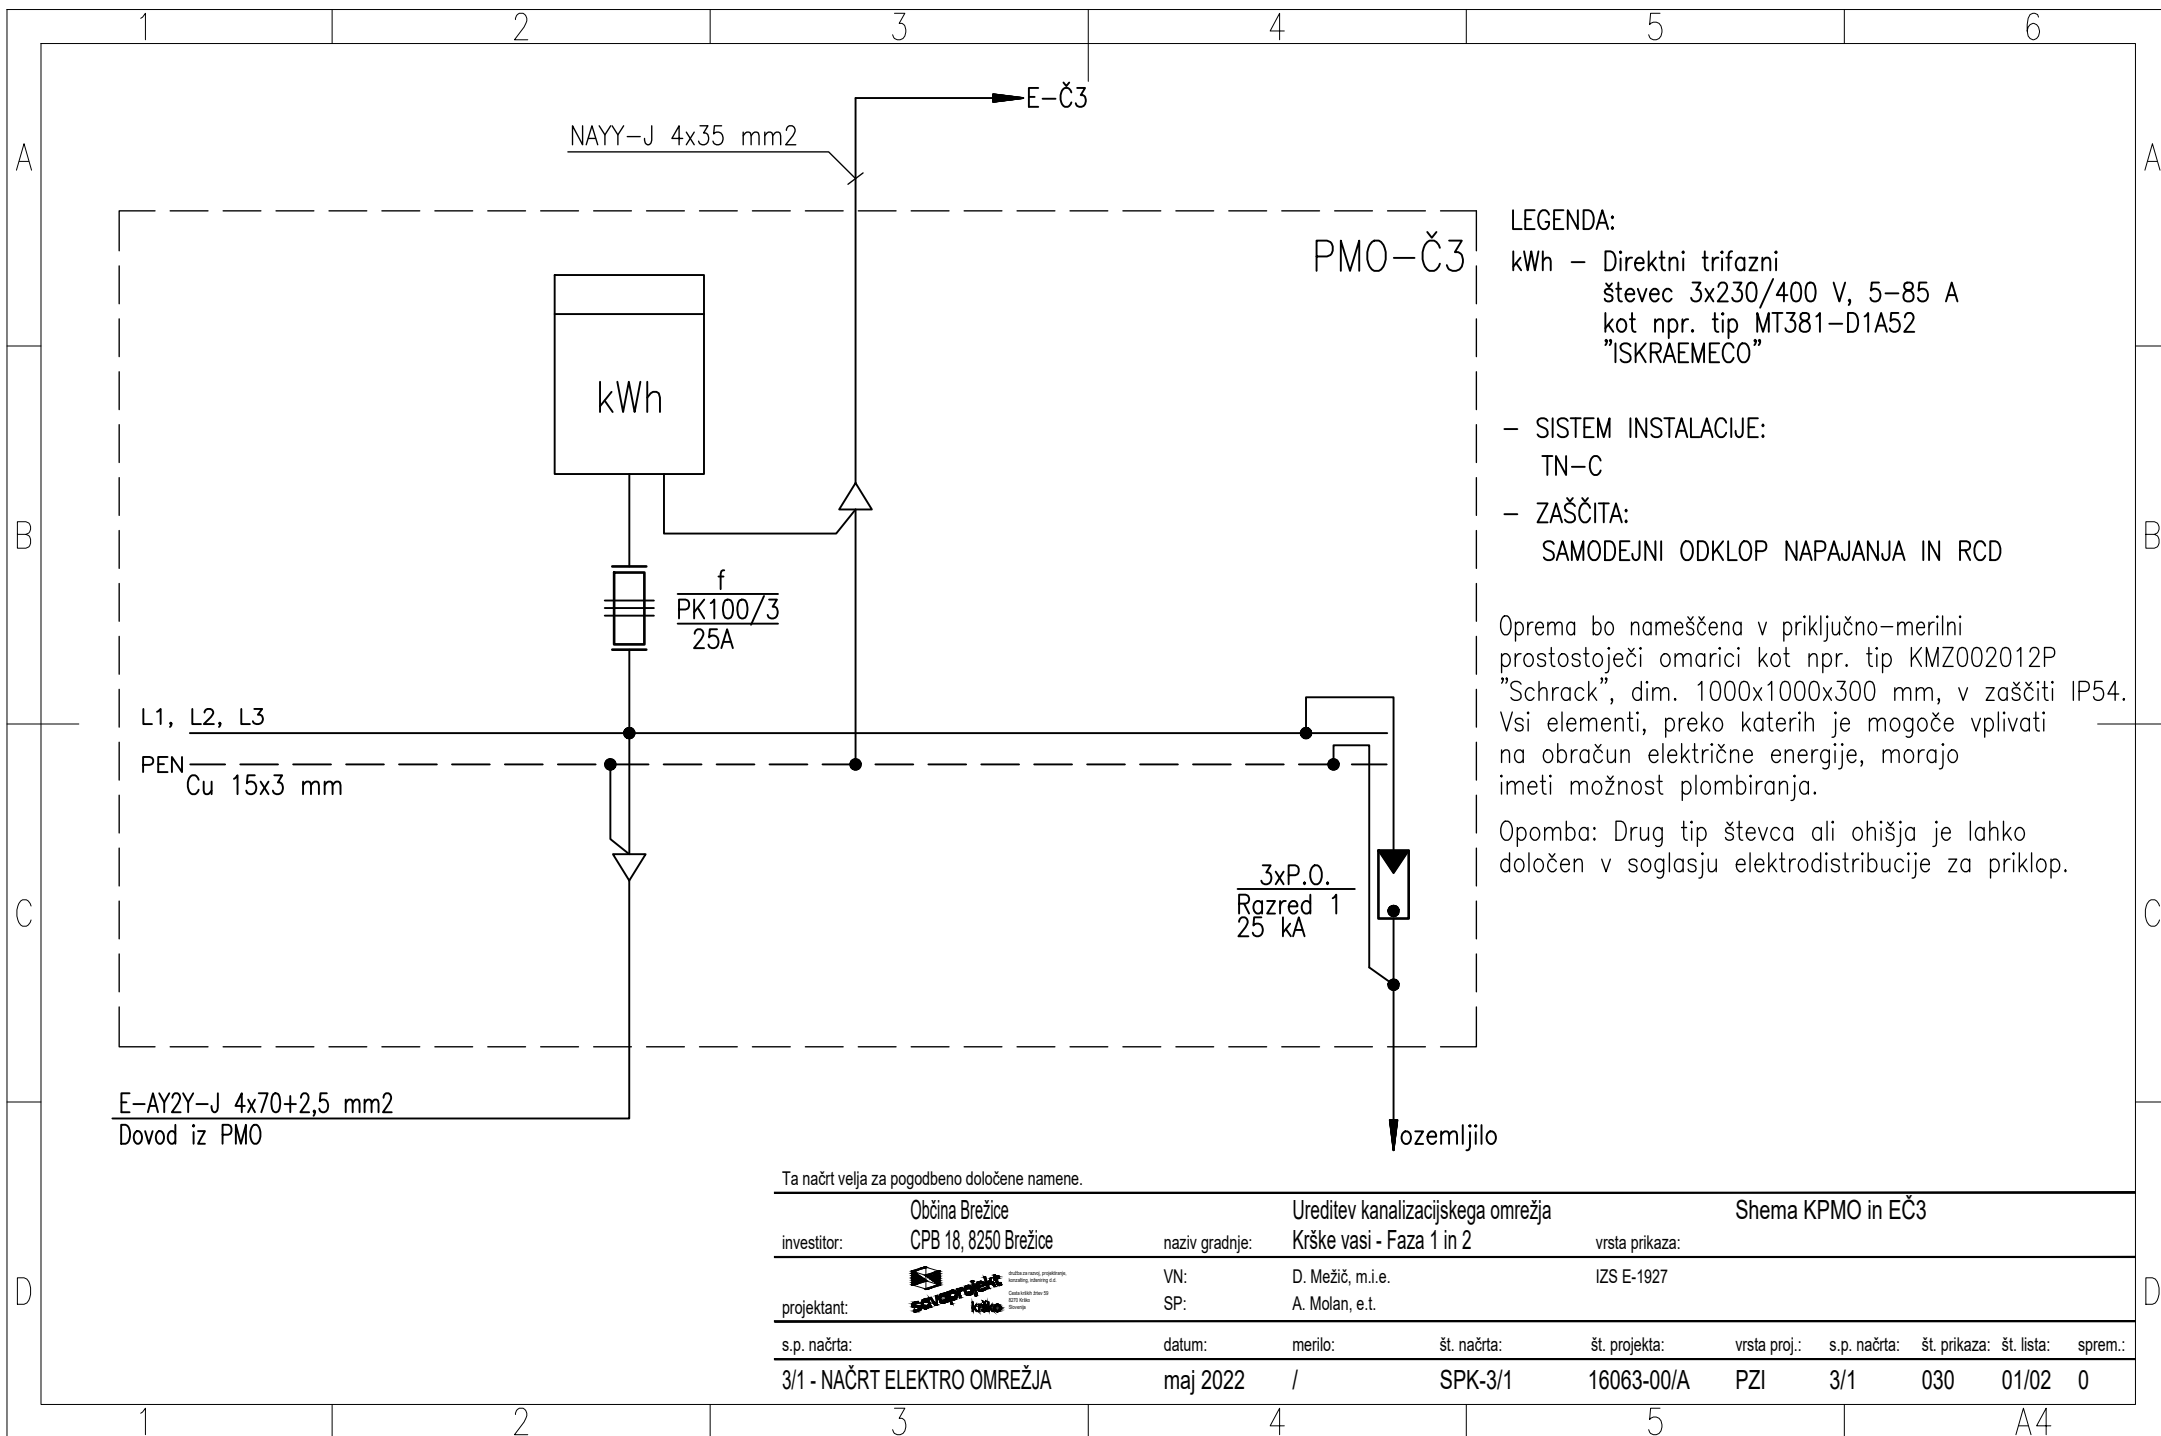 1 2 3 4 5 6
A A
B B
C C
D D
E-Č3
NAYY-J 4x35 mm2
PMO-Č3
kWh
f
PK100/3
25A
L1, L2, L3
PEN
Cu 15x3 mm
3xP.O.
Razred 1
25 kA
E-AY2Y-J 4x70+2,5 mm2
Dovod iz PMO
ozemljilo
LEGENDA:
kWh - Direktni trifazni
števec 3x230/400 V, 5-85 A
kot npr. tip MT381-D1A52
"ISKRAEMECO"
- SISTEM INSTALACIJE:
TN-C
- ZAŠČITA:
SAMODEJNI ODKLOP NAPAJANJA IN RCD
Oprema bo nameščena v priključno-merilni
prostostoječi omarici kot npr. tip KMZ002012P
"Schrack", dim. 1000x1000x300 mm, v zaščiti IP54.
Vsi elementi, preko katerih je mogoče vplivati
na obračun električne energije, morajo
imeti možnost plombiranja.
Opomba: Drug tip števca ali ohišja je lahko
določen v soglasju elektrodistribucije za priklop.
Ta načrt velja za pogodbeno določene namene.
Občina Brežice Ureditev kanalizacijskega omrežja Shema KPMO in EČ3
investitor: CPB 18, 8250 Brežice naziv gradnje: Krške vasi - Faza 1 in 2 vrsta prikaza:
VN: D. Mežič, m.i.e. IZS E-1927
projektant: savaprojekt krško SP: A. Molan, e.t.
s.p. načrta: datum: merilo: št. načrta: št. projekta: vrsta proj.: s.p. načrta: št. prikaza: št. lista: sprem.:
3/1 - NAČRT ELEKTRO OMREŽJA maj 2022 / SPK-3/1 16063-00/A PZI 3/1 030 01/02 0
1 2 3 4 5 A4